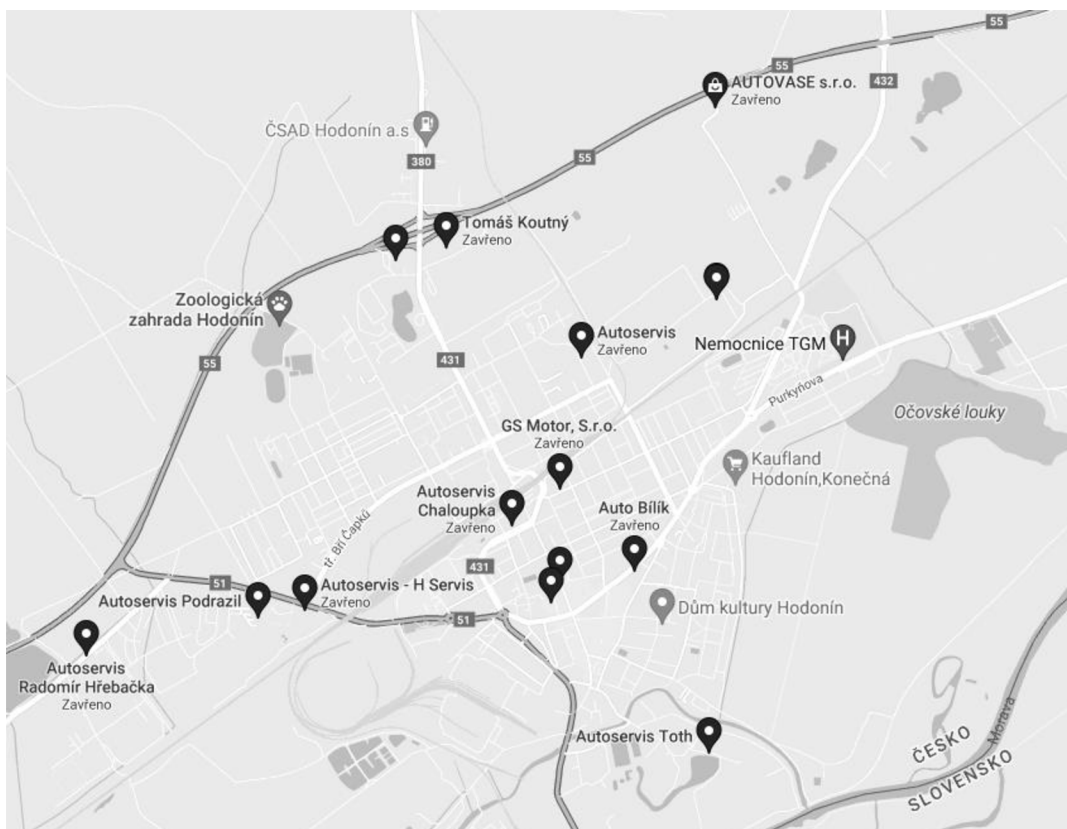 55
55
AUTOVASE s.r.o.
Zavřeno
432
ČSAD Hodonín a.s
380
55
Tomáš Koutný
Zavřeno
Zoologická
zahrada Hodonín
Autoservis
Zavřeno
Nemocnice TGM
431
55
Purkyňova
Očovské louky
GS Motor, S.r.o.
Zavřeno
Kaufland
Hodonín,Konečná
Autoservis
Chaloupka
Zavřeno
Auto Bílík
Zavřeno
tř. Bří Čapků
431
51
Autoservis - H Servis
Zavřeno
Autoservis Podrazil
51
Dům kultury Hodonín
Autoservis
Radomír Hřebačka
Zavřeno
Autoservis Toth
Morava
ČESKO
SLOVENSKO